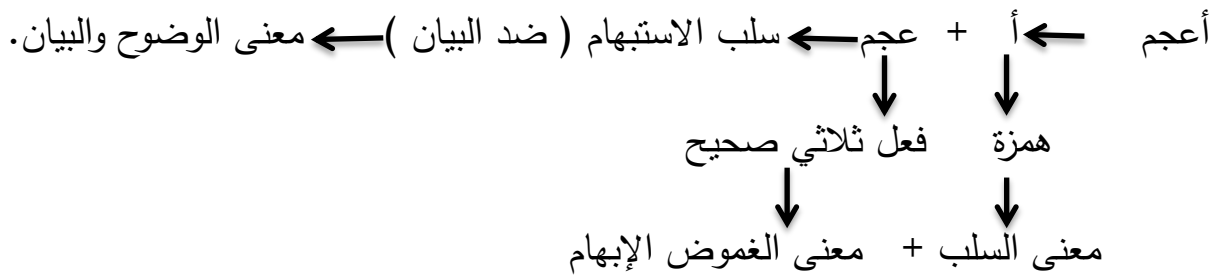 أعجم ← أ + عجم ← سلب الاستبهام ( ضد البيان ) ← معنى الوضوح والبيان.
همزة فعل ثلاثي صحيح
معنى السلب + معنى الغموض الإبهام